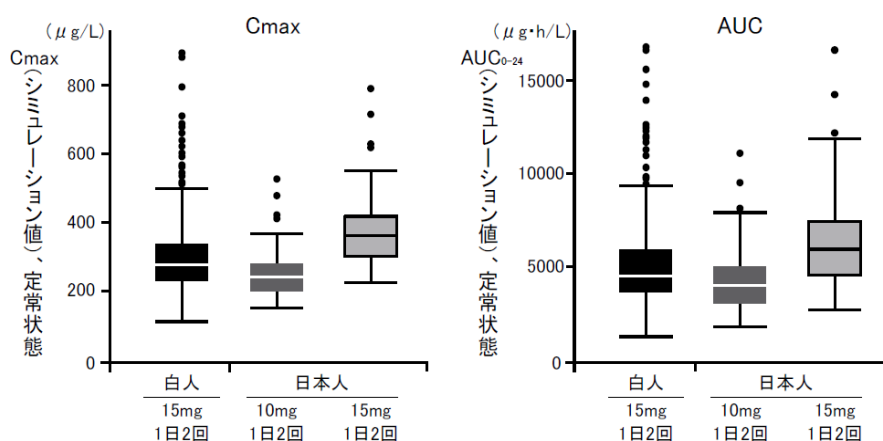 (μg/L)
Cmax
Cmax
(シミュレーション値)、定常状態
800
600
400
200
0
白人
日本人
15mg
1日2回
10mg
1日2回
15mg
1日2回
(μg・h/L)
AUC
AUC0-24
(シミュレーション値)、定常状態
15000
10000
5000
0
白人
日本人
15mg
1日2回
10mg
1日2回
15mg
1日2回